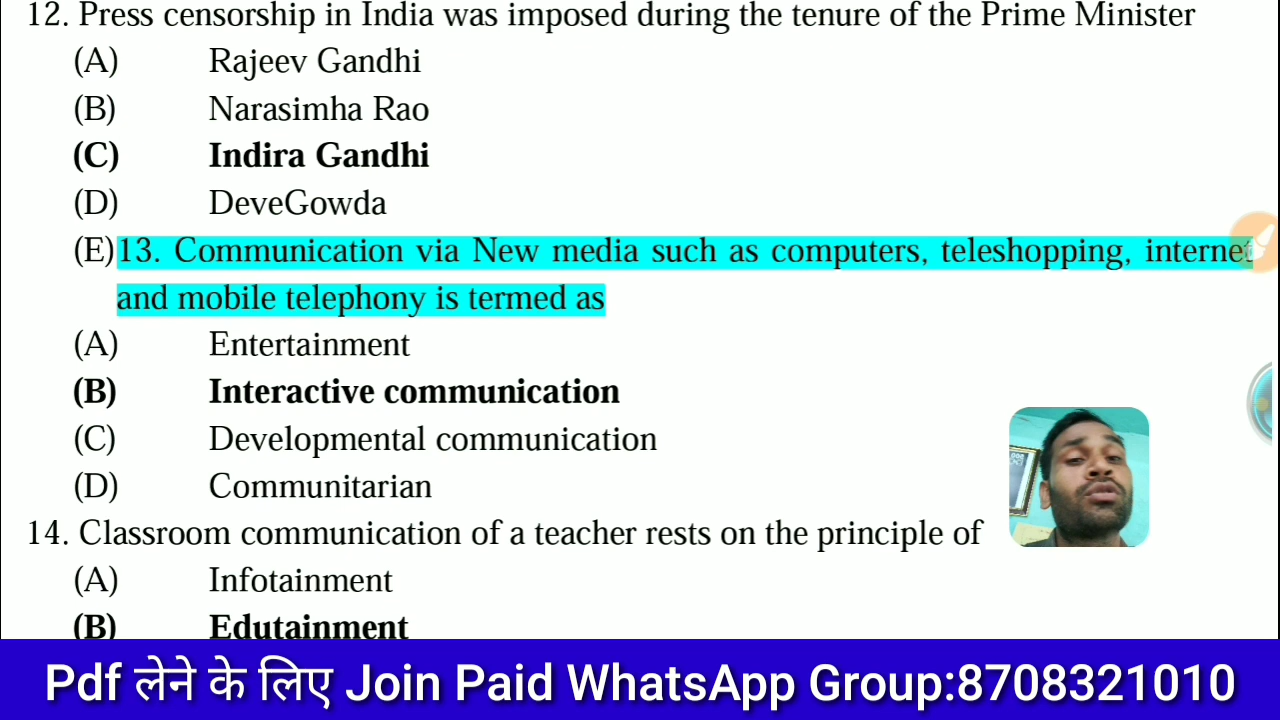 12. Press censorship in India was imposed during the tenure of the Prime Minister
(A) Rajeev Gandhi
(B) Narasimha Rao
(C) Indira Gandhi
(D) DeveGowda
(E)13. Communication via New media such as computers, teleshopping, internet
and mobile telephony is termed as
(A) Entertainment
(B) Interactive communication
(C) Developmental communication
(D) Communitarian
14. Classroom communication of a teacher rests on the principle of
(A) Infotainment
(B) Edutainment
Pdf लेने के लिए Join Paid WhatsApp Group:8708321010